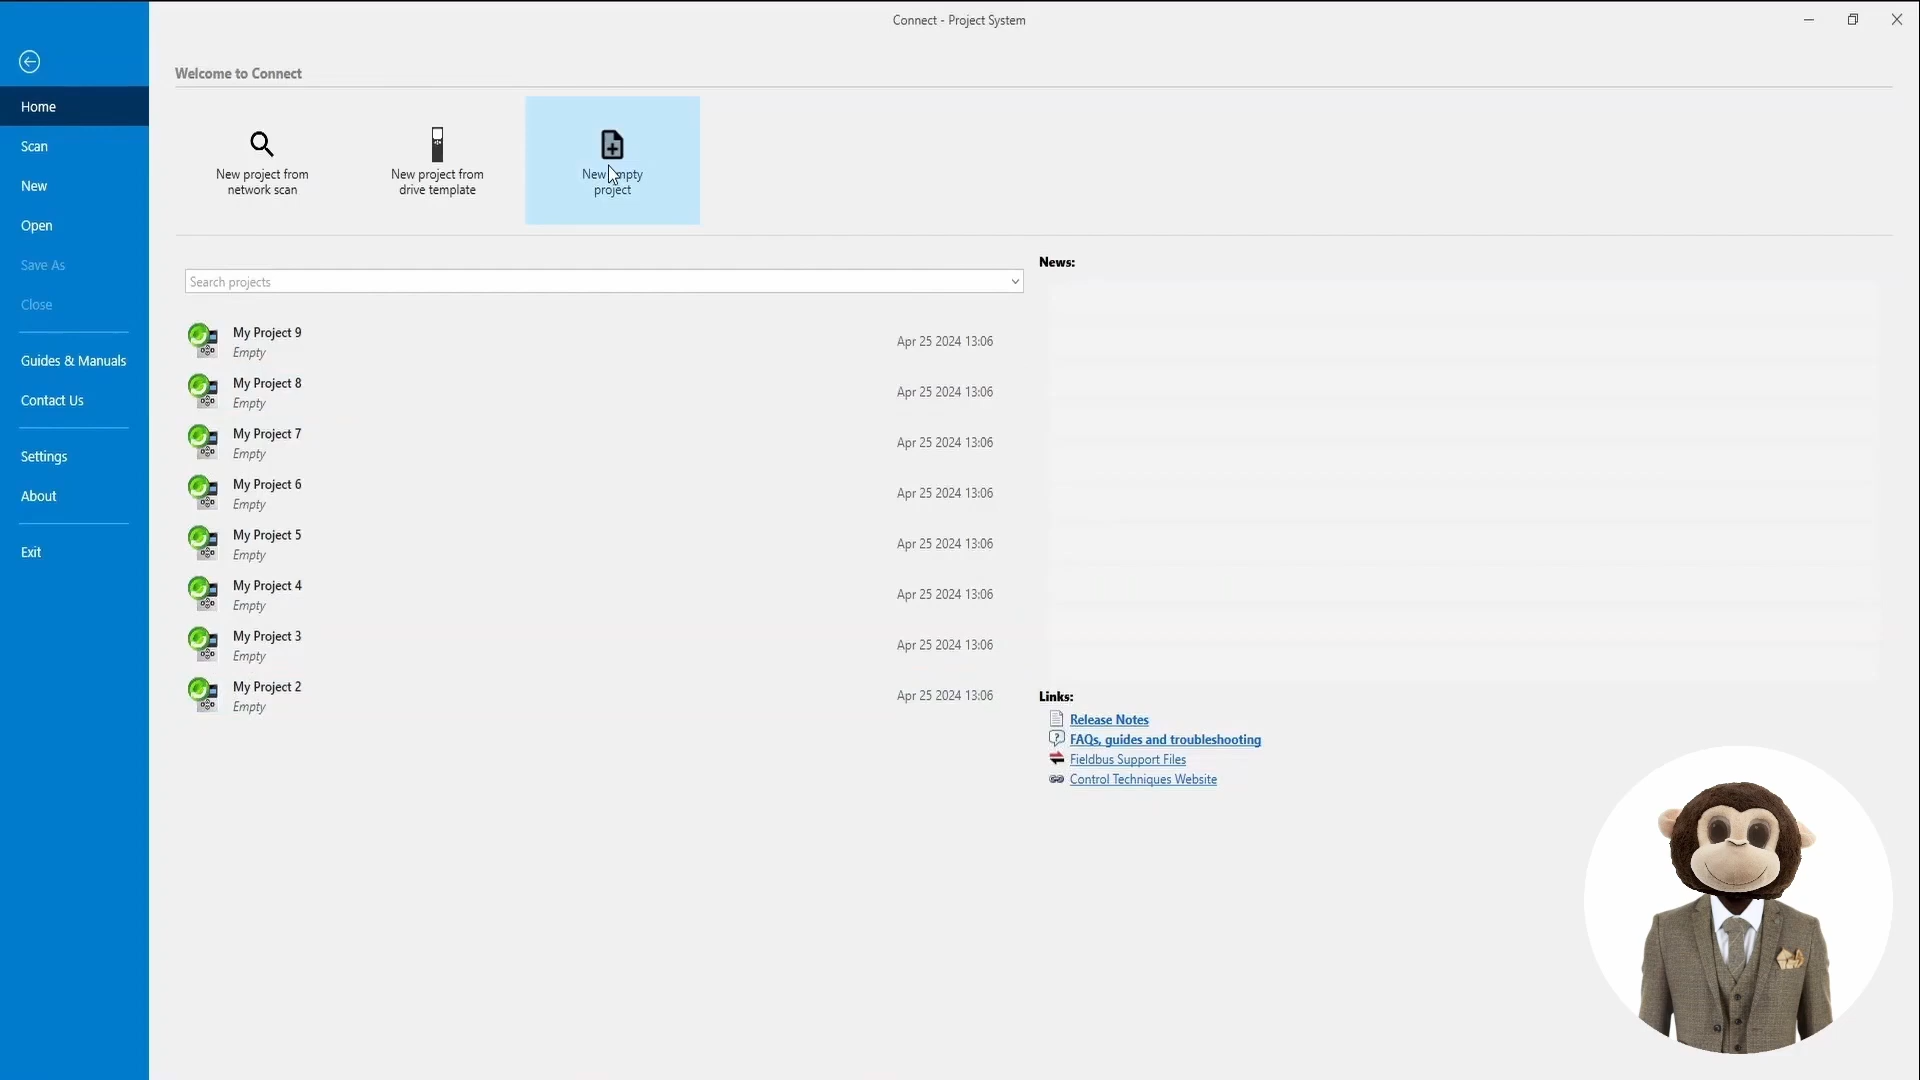 Connect - Project System
Welcome to Connect
Home
Scan
New
Open
Save As
Close
Guides & Manuals
Contact Us
Settings
About
Exit
New project from
network scan
New project from
drive template
New empty
project
Search projects
My Project 9
Empty
Apr 25 2024 13:06
My Project 8
Empty
Apr 25 2024 13:06
My Project 7
Empty
Apr 25 2024 13:06
My Project 6
Empty
Apr 25 2024 13:06
My Project 5
Empty
Apr 25 2024 13:06
My Project 4
Empty
Apr 25 2024 13:06
My Project 3
Empty
Apr 25 2024 13:06
My Project 2
Empty
Apr 25 2024 13:06
News:
Links:
Release Notes
FAQs, guides and troubleshooting
Fieldbus Support Files
Control Techniques Website